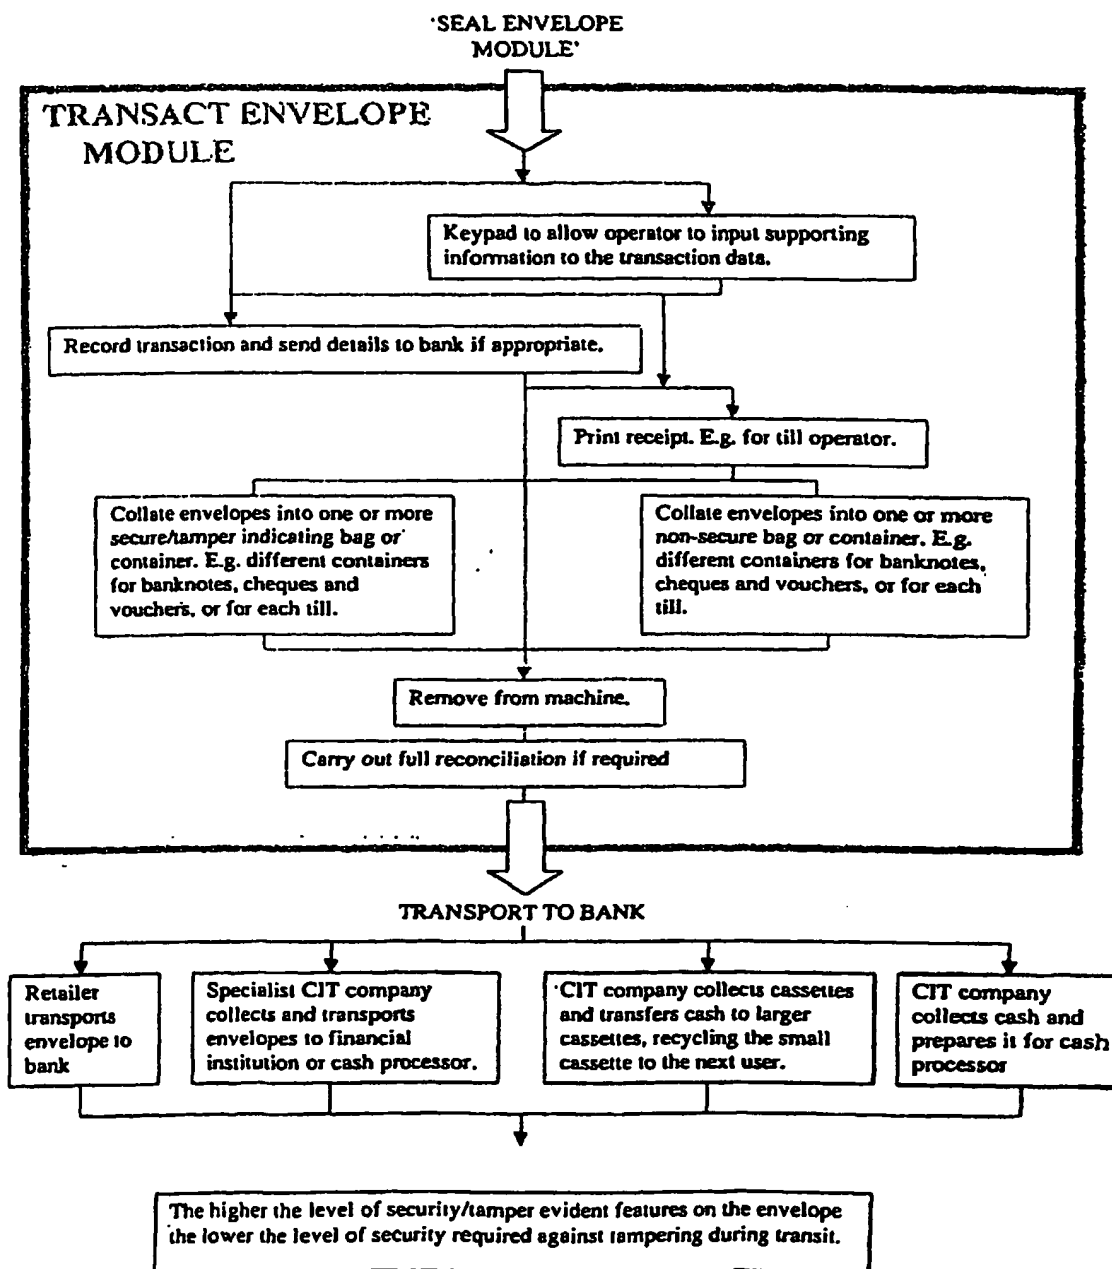 'SEAL ENVELOPE
MODULE'
TRANSACT ENVELOPE
MODULE
Keypad to allow operator to input supporting
information to the transaction data.
Record transaction and send details to bank if appropriate.
Print receipt. E.g. for till operator.
Collate envelopes into one or more
secure/tamper indicating bag or
container. E.g. different containers
for banknotes, cheques and
vouchers, or for each till.
Collate envelopes into one or more
non-secure bag or container. E.g.
different containers for banknotes,
cheques and vouchers, or for each
till.
Remove from machine.
Carry out full reconciliation if required
TRANSPORT TO BANK
Retailer
transports
envelope to
bank
Specialist CIT company
collects and transports
envelopes to financial
institution or cash processor.
CIT company collects cassettes
and transfers cash to larger
cassettes, recycling the small
cassette to the next user.
CIT company
collects cash and
prepares it for cash
processor
The higher the level of security/tamper evident features on the envelope
the lower the level of security required against tampering during transit.